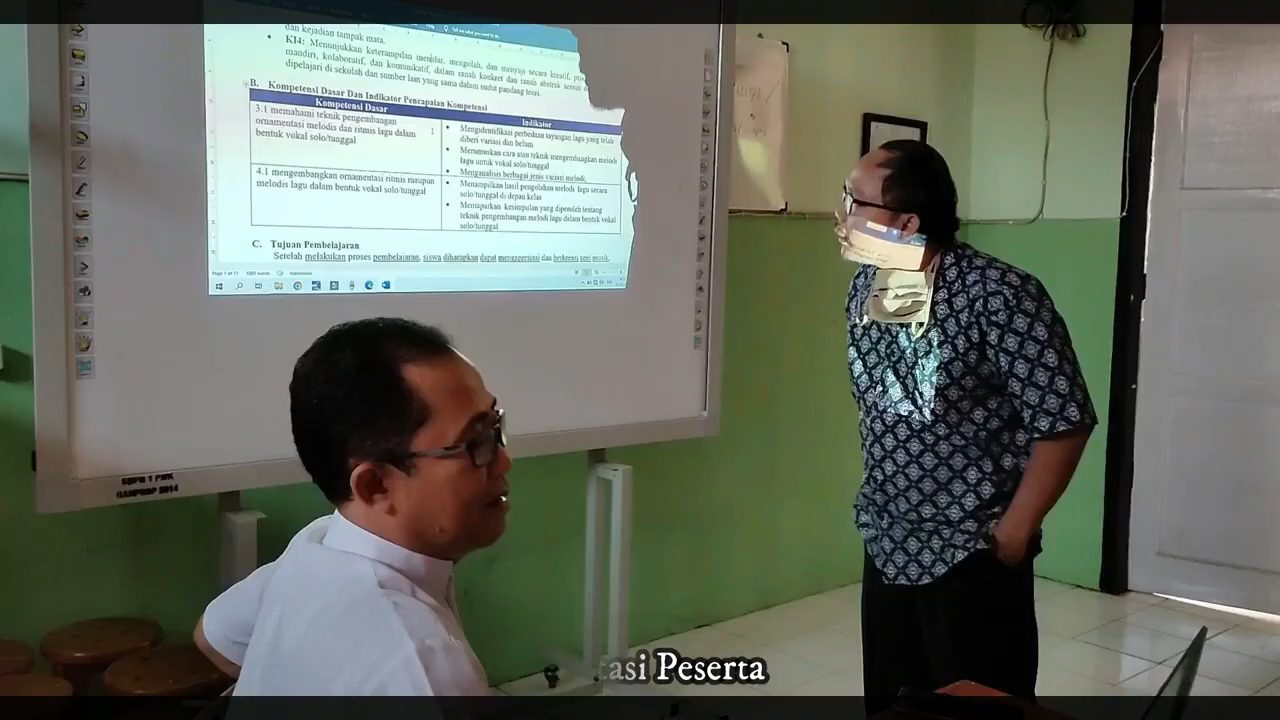 dan kejadian tampak mata.
• KI4: Menunjukkan keterampilan menalar, mengolah, dan menyaji secara kreatif,
mandiri, kolaboratif, dan komunikatif, dalam ranah konkret dan ranah abstrak sesuai
dipelajari di sekolah dan sumber lain yang sama dalam sudut pandang teori.
B. Kompetensi Dasar Dan Indikator Pencapaian Kompetensi
Kompetensi Dasar
3.1 memahami teknik pengembangan
ornamentasi melodis dan ritmis lagu dalam
bentuk vokal solo/tunggal
4.1 mengembangkan ornamentasi ritmis maupun
melodis lagu dalam bentuk vokal solo/tunggal
Indikator
• Mengidentifikasi perbedaan tayangan lagu yang telah
diberi variasi dan belum
• Merumuskan cara atau teknik mengembangkan melodi
lagu untuk vokal solo/tunggal
• Menganalisis berbagai jenis variasi melodi.
• Menampilkan hasil pengolahan melodi lagu secara
solo/tunggal di depan kelas
• Memaparkan kesimpulan yang diperoleh tentang
teknik pengembangan melodi lagu dalam bentuk vokal
solo/tunggal
C. Tujuan Pembelajaran
Setelah melakukan proses pembelajaran, siswa diharapkan dapat mengapresiasi dan berkreasi seni musik,
SMPN 1 PWK
tasi Peserta